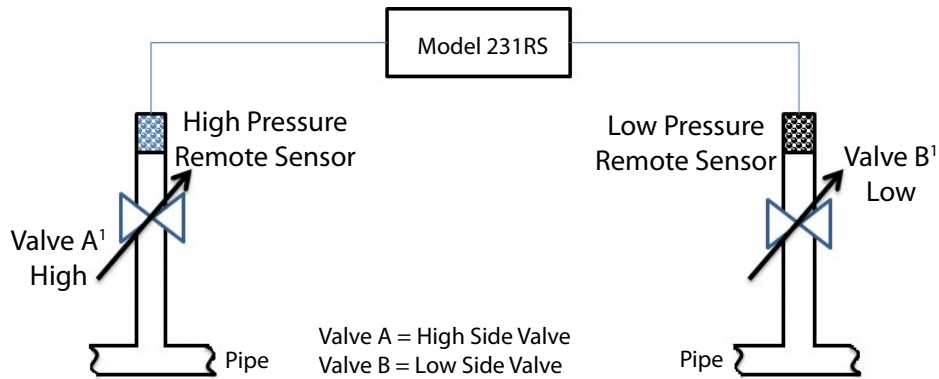 Model 231RS
High Pressure
Remote Sensor
Low Pressure
Remote Sensor
Valve B¹
Low
Valve A¹
High
Valve A = High Side Valve
Valve B = Low Side Valve
Pipe
Pipe